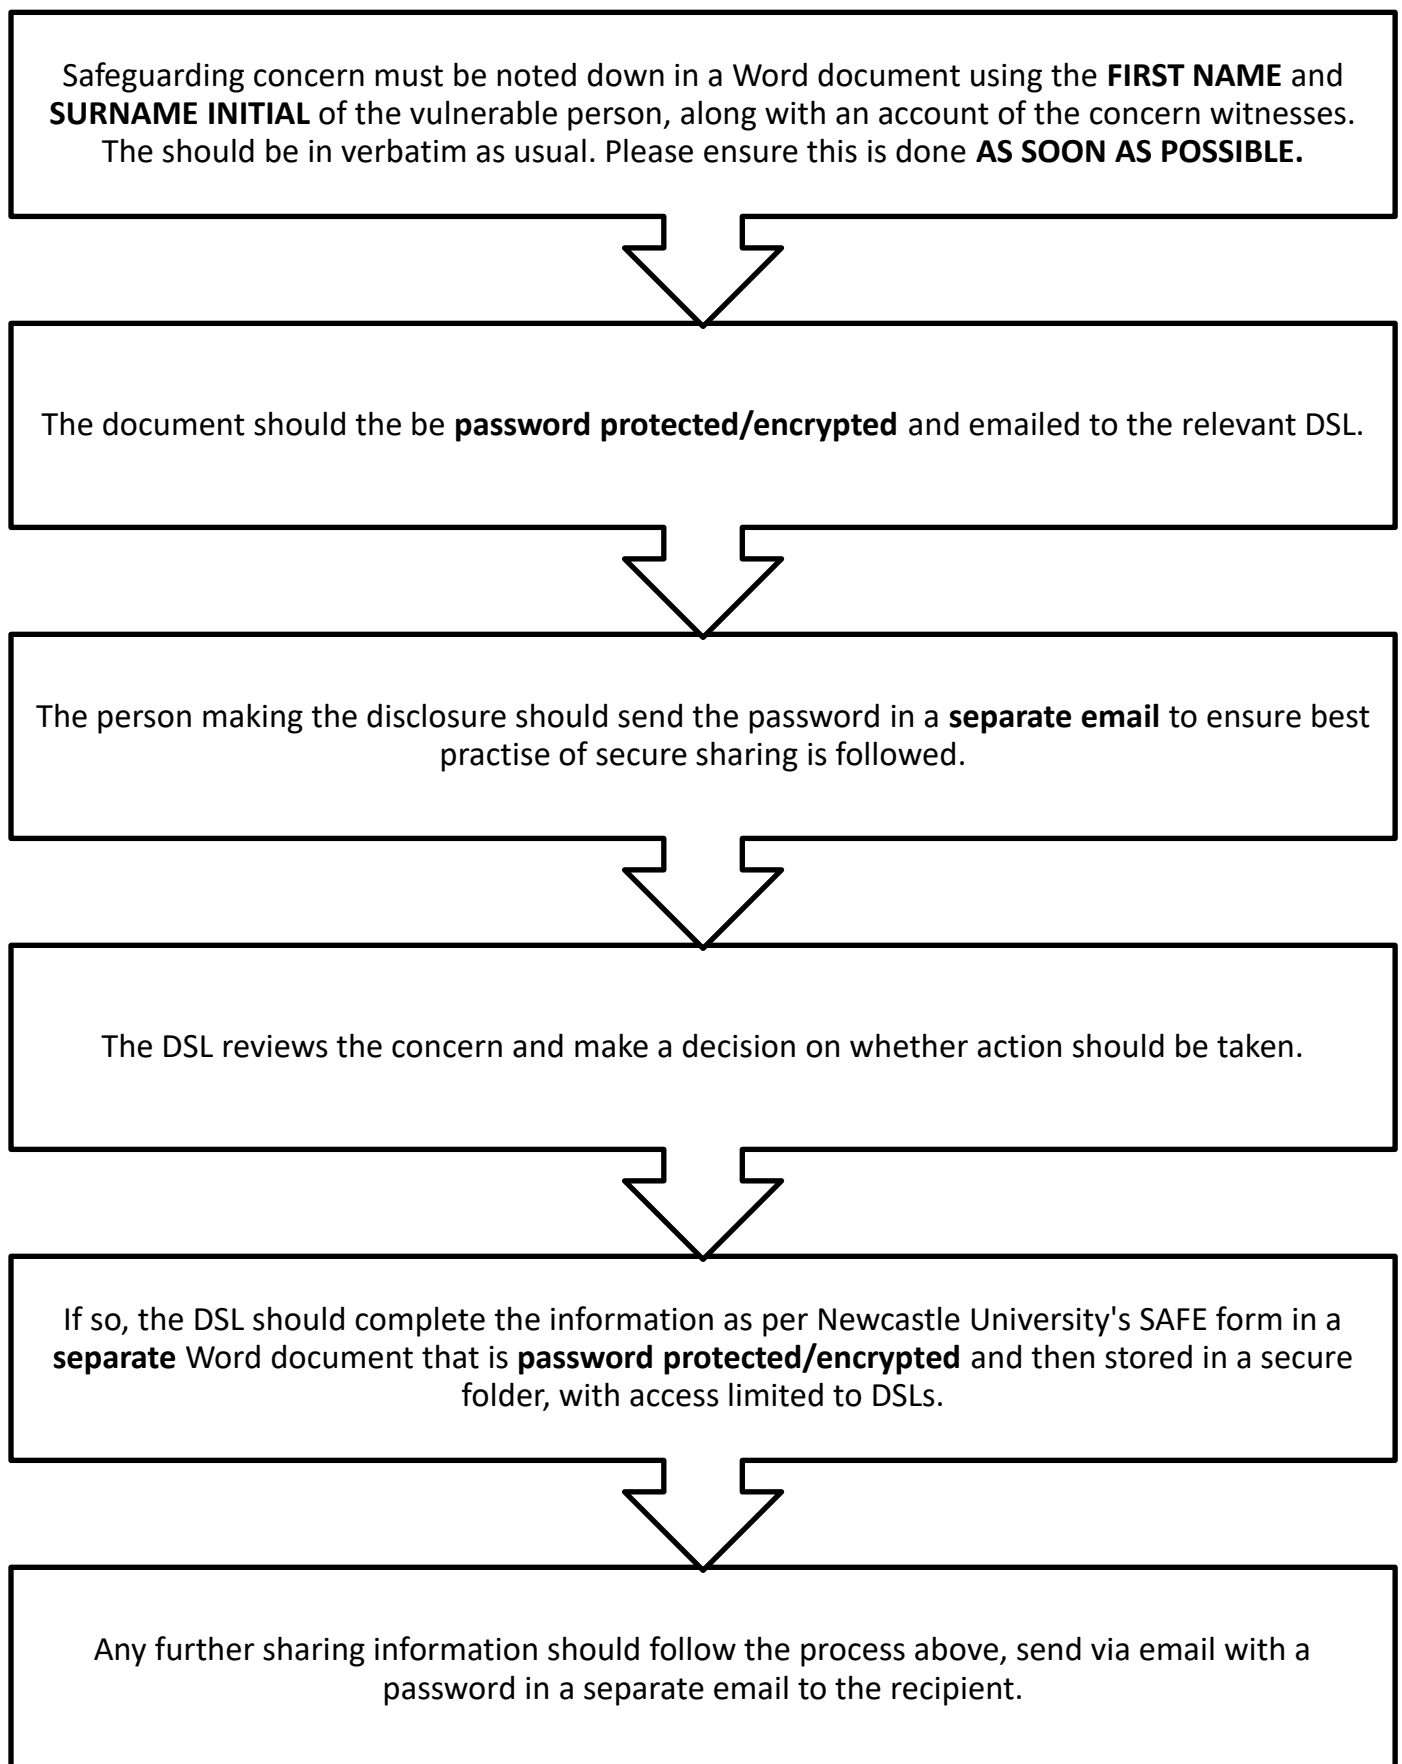 Safeguarding concern must be noted down in a Word document using the FIRST NAME and
SURNAME INITIAL of the vulnerable person, along with an account of the concern witnesses.
The should be in verbatim as usual. Please ensure this is done AS SOON AS POSSIBLE.
The document should the be password protected/encrypted and emailed to the relevant DSL.
The person making the disclosure should send the password in a separate email to ensure best
practise of secure sharing is followed.
The DSL reviews the concern and make a decision on whether action should be taken.
If so, the DSL should complete the information as per Newcastle University's SAFE form in a
separate Word document that is password protected/encrypted and then stored in a secure
folder, with access limited to DSLs.
Any further sharing information should follow the process above, send via email with a
password in a separate email to the recipient.